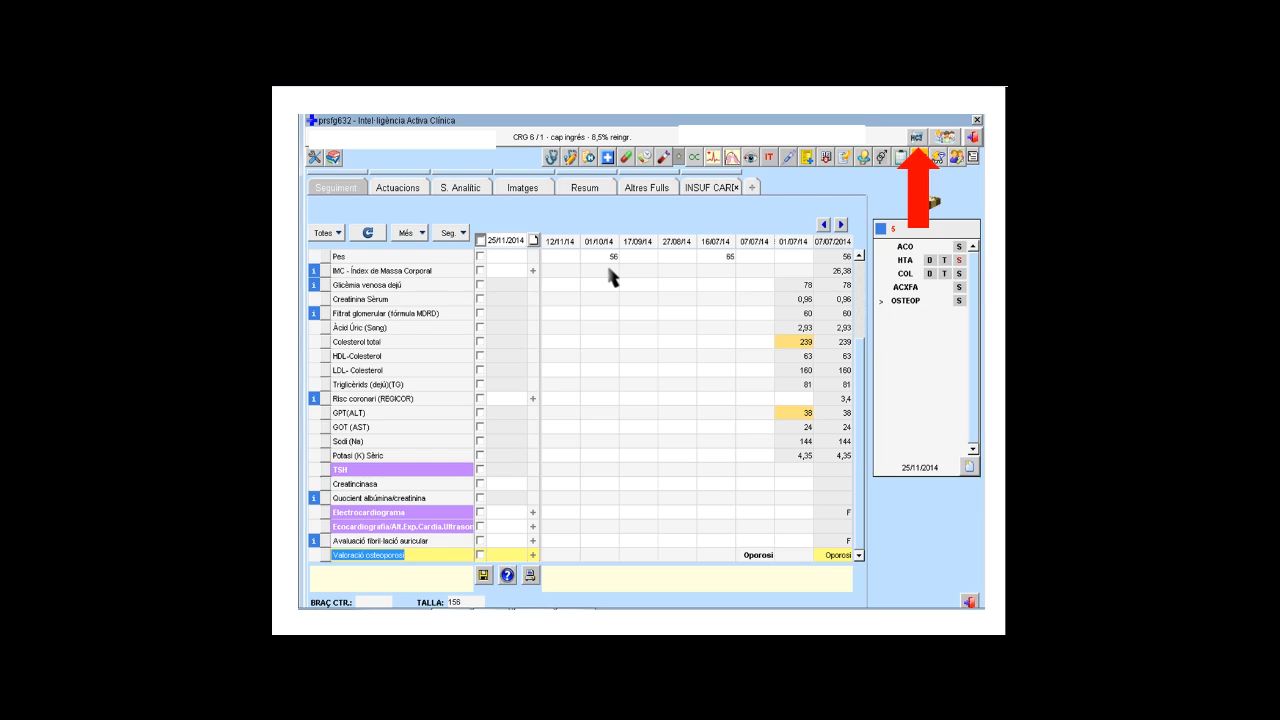 prsfg632 - Intel·ligència Activa Clínica
CRG 6 / 1 · cap ingrés · 8,5% reingr.
HC3
OC IT
Seguiment Actuacions S. Analític Imatges Resum Altres Fulls INSUF CARD +
Totes Més Seg. 25/11/2014 12/11/14 01/10/14 17/09/14 27/08/14 16/07/14 07/07/14 01/07/14 07/07/2014
Pes 56 65 56
i IMC - Índex de Massa Corporal + 26,38
i Glicèmia venosa dejú 78 78
Creatinina Sèrum 0,96 0,96
i Filtrat glomerular (fórmula MDRD) 60 60
Àcid Úric (Sang) 2,93 2,93
Colesterol total 239 239
HDL-Colesterol 63 63
LDL- Colesterol 160 160
Triglicèrids (dejú)(TG) 81 81
i Risc coronari (REGICOR) + 3,4
GPT(ALT) 38 38
GOT (AST) 24 24
Sodi (Na) 144 144
Potasi (K) Sèric 4,35 4,35
TSH
Creatincinasa
i Quocient albúmina/creatinina
Electrocardiograma + F
Ecocardiografia/Alt.Exp.Cardia.Ultrason +
i Avaluació fibril·lació auricular + F
Valoració osteoporosi + Oporosi Oporosi
BRAÇ CTR.: TALLA: 156
5
ACO S
HTA D T S
COL D T S
ACXFA S
> OSTEOP S
25/11/2014